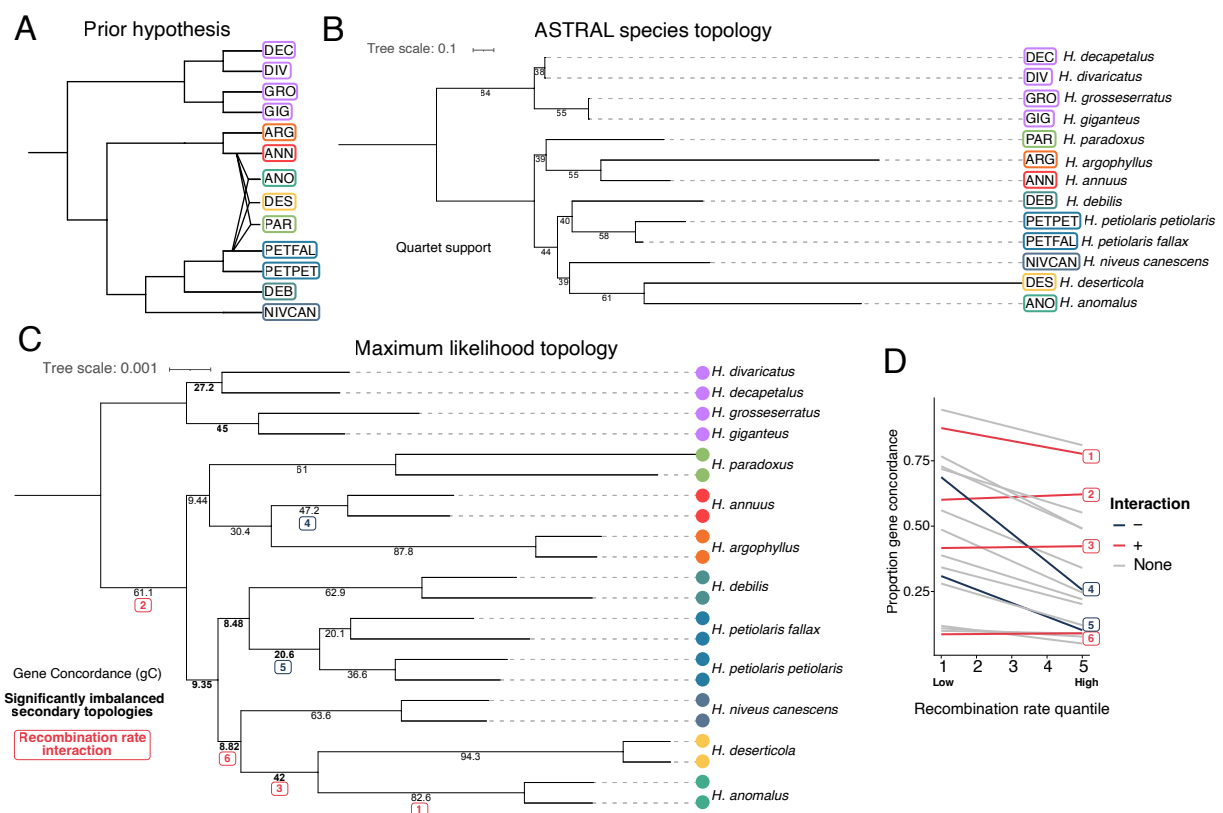 A
Prior hypothesis
DEC
DIV
GRO
GIG
ARG
ANN
ANO
DES
PAR
PETFAL
PETPET
DEB
NIVCAN
B
ASTRAL species topology
Tree scale: 0.1
DEC H. decapetalus
38
DIV H. divaricatus
84
GRO H. grosseserratus
55
GIG H. giganteus
PAR H. paradoxus
39
ARG H. argophyllus
55
ANN H. annuus
DEB H. debilis
40
PETPET H. petiolaris petiolaris
58
PETFAL H. petiolaris fallax
Quartet support
44
NIVCAN H. niveus canescens
39
DES H. deserticola
61
ANO H. anomalus
C
Maximum likelihood topology
Tree scale: 0.001
H. divaricatus
27.2
H. decapetalus
H. grosseserratus
45
H. giganteus
61
H. paradoxus
9.44
47.2
4
H. annuus
30.4
87.8
H. argophyllus
61.1
2
62.9
H. debilis
8.48
20.1
H. petiolaris fallax
20.6
5
36.6
H. petiolaris petiolaris
9.35
63.6
H. niveus canescens
8.82
6
94.3
H. deserticola
42
3
82.6
1
H. anomalus
Gene Concordance (gC)
Significantly imbalanced
secondary topologies
Recombination rate
interaction
D
Proportion gene concordance
0.75
0.50
0.25
1
2
3
4
5
6
1 2 3 4 5
Low High
Recombination rate quantile
Interaction
−
+
None